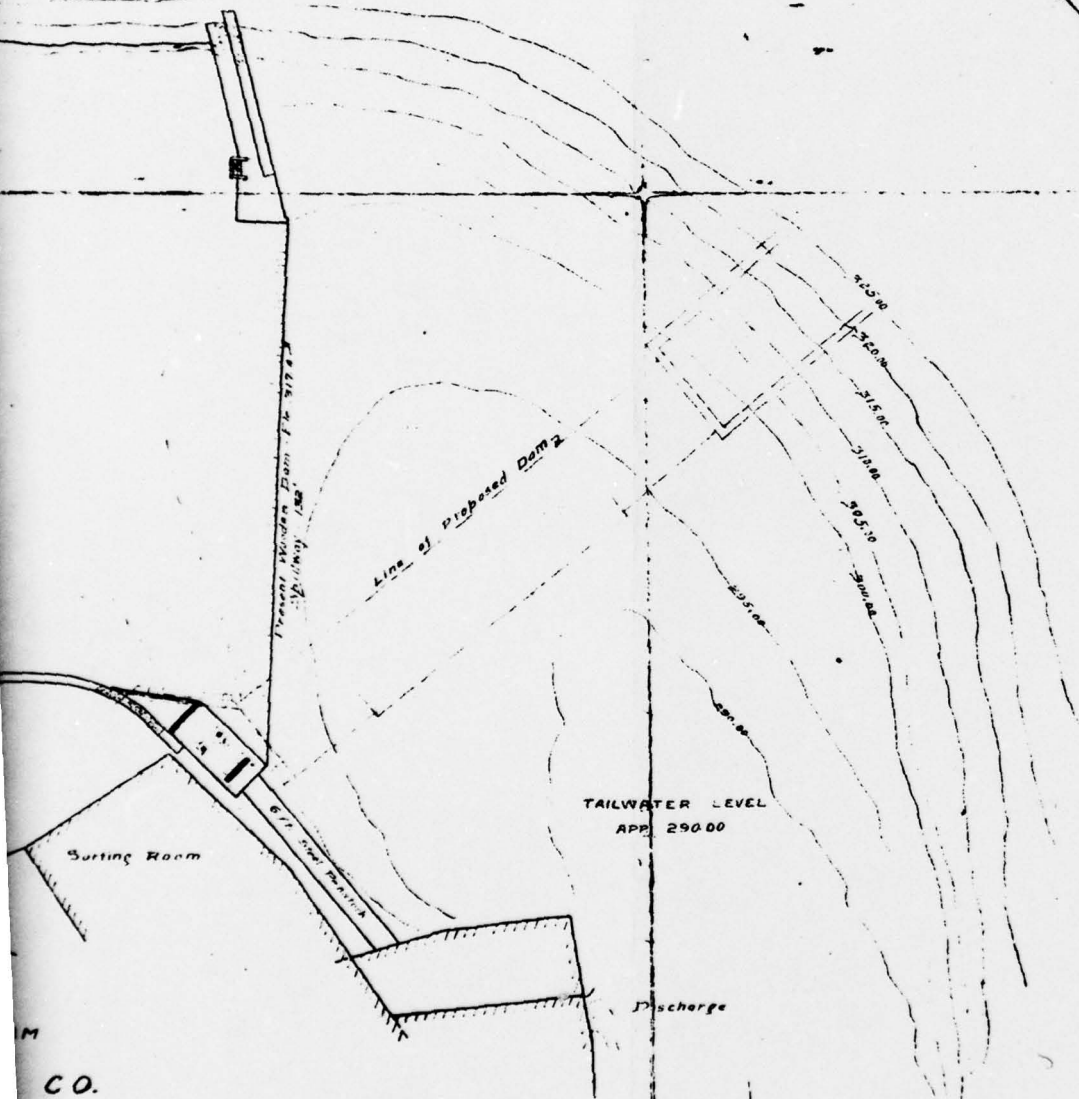 325.00
320.00
315.00
310.00
305.00
300.00
Present Wooden Dam
Spillway 132'
Line of Proposed Dam
295.00
290.00
TAILWATER LEVEL
APP. 290.00
6 Ft. Steel Penstock
Sorting Room
Discharge
M
CO.